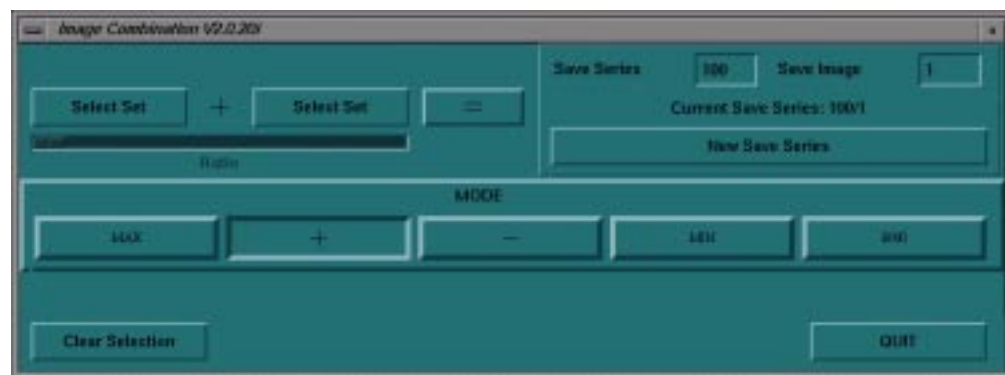 Image Combination V2.0.20i
Save Series 100 Save Image 1
Select Set + Select Set =
Current Save Series: 100/1
New Save Series
Ratio
MODE
MAX + - MIN
Clear Selection QUIT